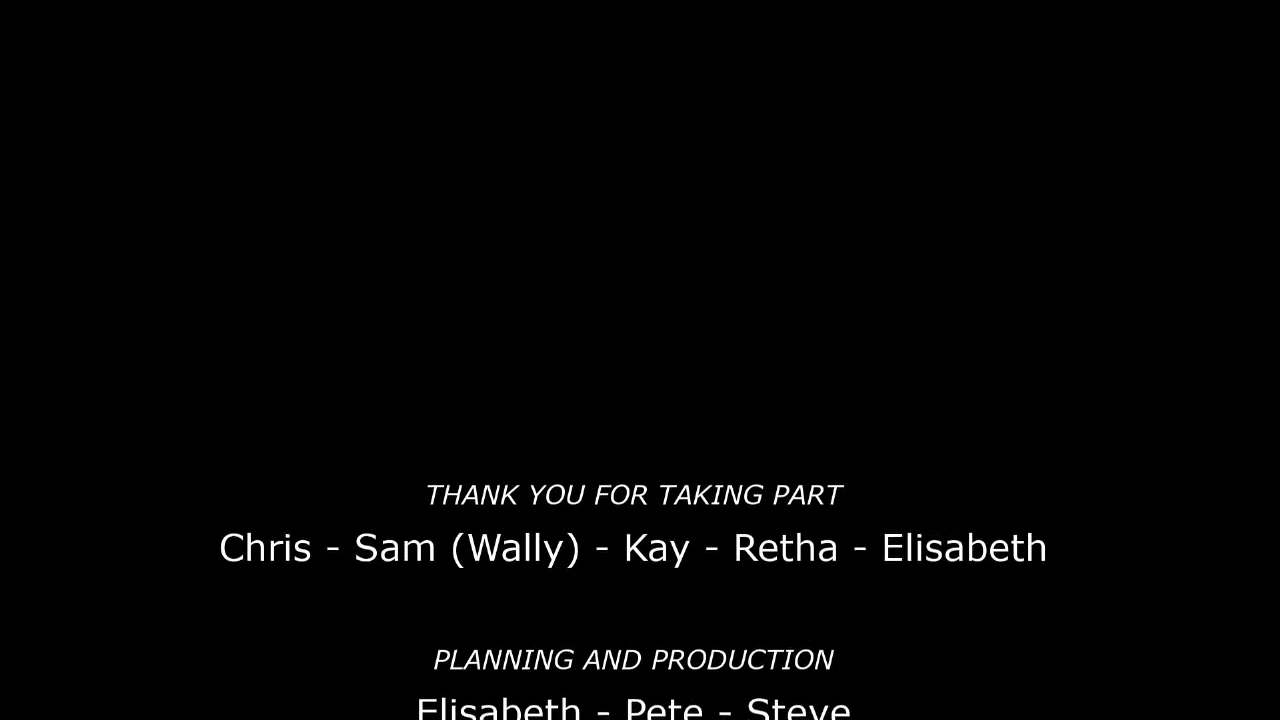 THANK YOU FOR TAKING PART
Chris - Sam (Wally) - Kay - Retha - Elisabeth
PLANNING AND PRODUCTION
Elisabeth - Pete - Steve